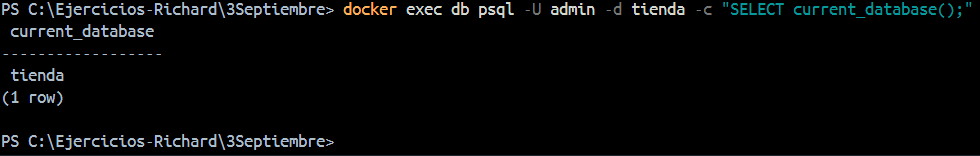 PS C:\Ejercicios-Richard\3Septiembre> docker exec db psql -U admin -d tienda -c "SELECT current_database();"
 current_database
------------------
 tienda
(1 row)

PS C:\Ejercicios-Richard\3Septiembre>